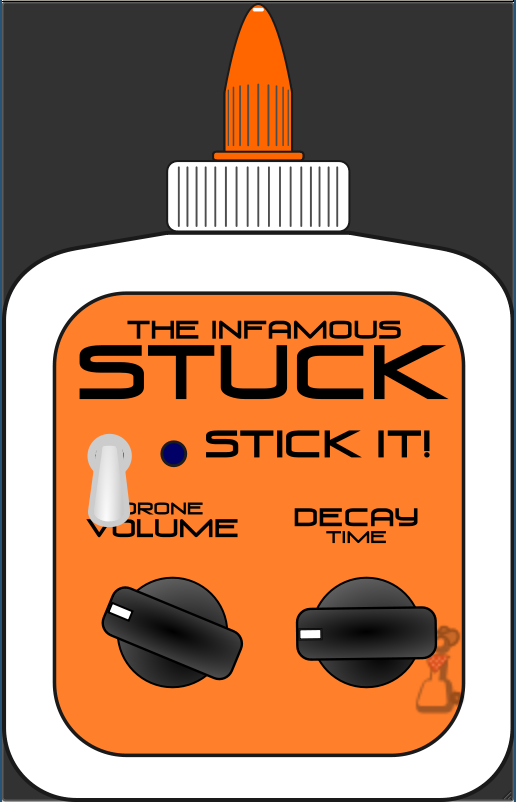 THE INFAMOUS
STUCK
STICK IT!
DRONE
VOLUME
DECAY
TIME